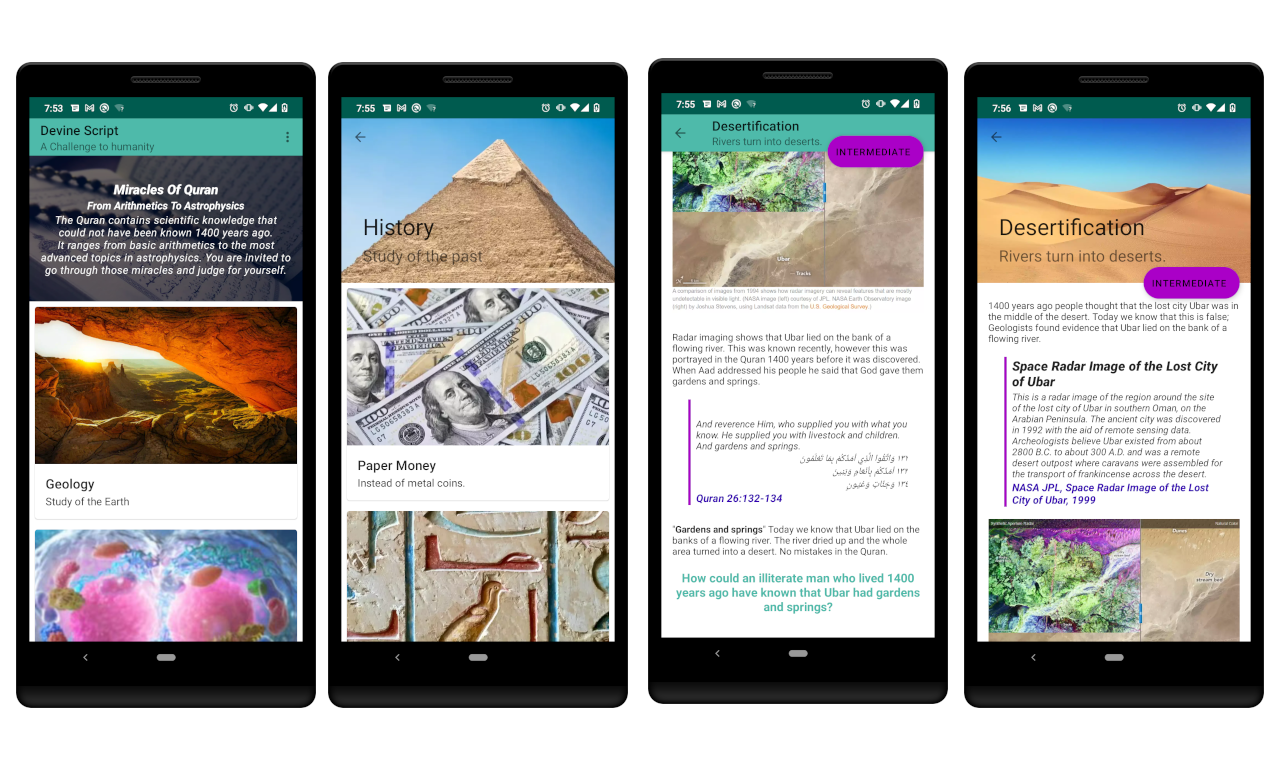 7:53
Devine Script
A Challenge to humanity
Miracles Of Quran
From Arithmetics To Astrophysics
The Quran contains scientific knowledge that
could not have been known 1400 years ago.
It ranges from basic arithmetics to the most
advanced topics in astrophysics. You are invited to
go through those miracles and judge for yourself.
Geology
Study of the Earth
7:55
History
Study of the past
100
Paper Money
Instead of metal coins.
7:55
Desertification
Rivers turn into deserts.
INTERMEDIATE
Ubar
Tracks
A comparison of images from 1994 shows how radar imagery can reveal features that are mostly
undetectable in visible light. (NASA image (left) courtesy of JPL. NASA Earth Observatory image
(right) by Joshua Stevens, using Landsat data from the U.S. Geological Survey.)
Radar imaging shows that Ubar lied on the bank of a
flowing river. This was known recently, however this was
portrayed in the Quran 1400 years before it was discovered.
When Aad addressed his people he said that God gave them
gardens and springs.
And reverence Him, who supplied you with what you
know. He supplied you with livestock and children.
And gardens and springs.
١٣٢ وَاتَّقُوا الَّذِي أَمَدَّكُمْ بِمَا تَعْلَمُونَ
١٣٣ أَمَدَّكُمْ بِأَنْعَامٍ وَبَنِينَ
١٣٤ وَجَنَّاتٍ وَعُيُونٍ
Quran 26:132-134
"Gardens and springs" Today we know that Ubar lied on the
banks of a flowing river. The river dried up and the whole
area turned into a desert. No mistakes in the Quran.
How could an illiterate man who lived 1400
years ago have known that Ubar had gardens
and springs?
7:56
Desertification
Rivers turn into deserts.
INTERMEDIATE
1400 years ago people thought that the lost city Ubar was in
the middle of the desert. Today we know that this is false;
Geologists found evidence that Ubar lied on the bank of a
flowing river.
Space Radar Image of the Lost City
of Ubar
This is a radar image of the region around the site
of the lost city of Ubar in southern Oman, on the
Arabian Peninsula. The ancient city was discovered
in 1992 with the aid of remote sensing data.
Archeologists believe Ubar existed from about
2800 B.C. to about 300 A.D. and was a remote
desert outpost where caravans were assembled for
the transport of frankincense across the desert.
NASA JPL, Space Radar Image of the Lost
City of Ubar, 1999
Synthetic Aperture Radar
Natural Color
Dunes
Dry
stream bed